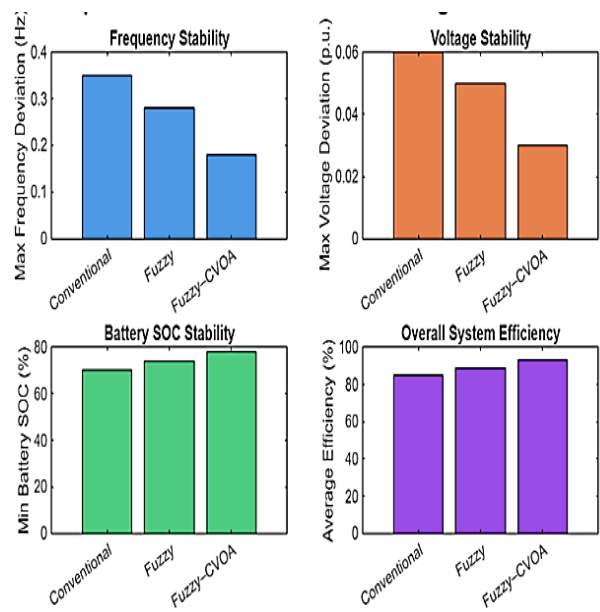 Frequency Stability
Max Frequency Deviation (Hz)
0.4
0.3
0.2
0.1
0
Conventional
Fuzzy
Fuzzy–CVOA
Voltage Stability
Max Voltage Deviation (p.u.)
0.06
0.04
0.02
0
Conventional
Fuzzy
Fuzzy–CVOA
Battery SOC Stability
Min Battery SOC (%)
80
60
40
20
0
Conventional
Fuzzy
Fuzzy–CVOA
Overall System Efficiency
Average Efficiency (%)
100
80
60
40
20
0
Conventional
Fuzzy
Fuzzy–CVOA